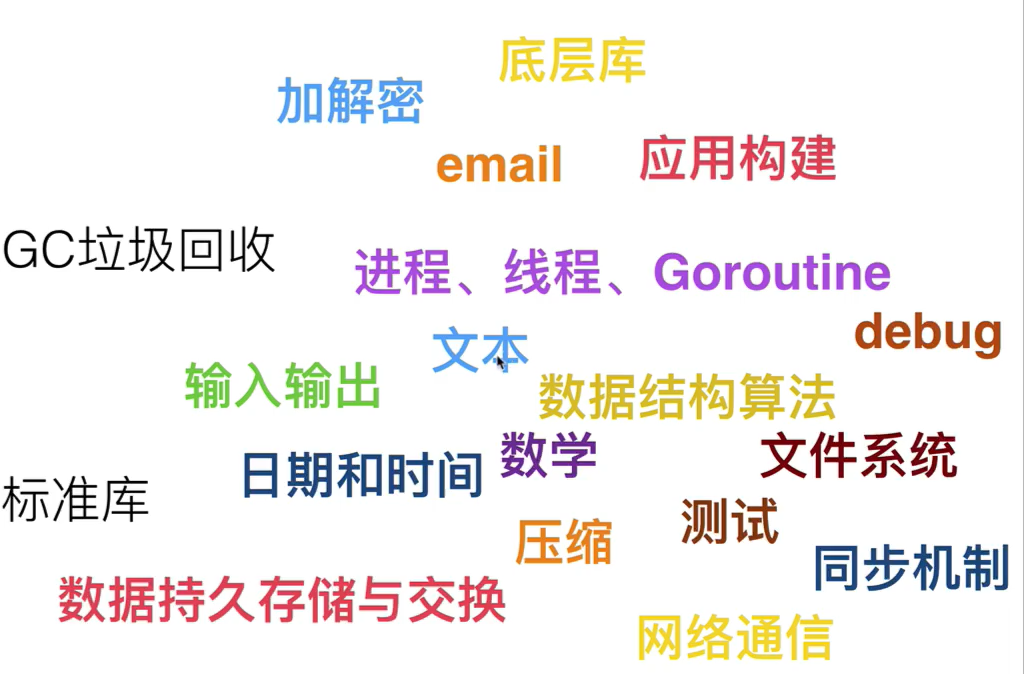 底层库
加解密
email
应用构建
GC垃圾回收
进程、线程、Goroutine
debug
文本
输入输出
数据结构算法
数学
文件系统
日期和时间
标准库
测试
压缩
同步机制
数据持久存储与交换
网络通信